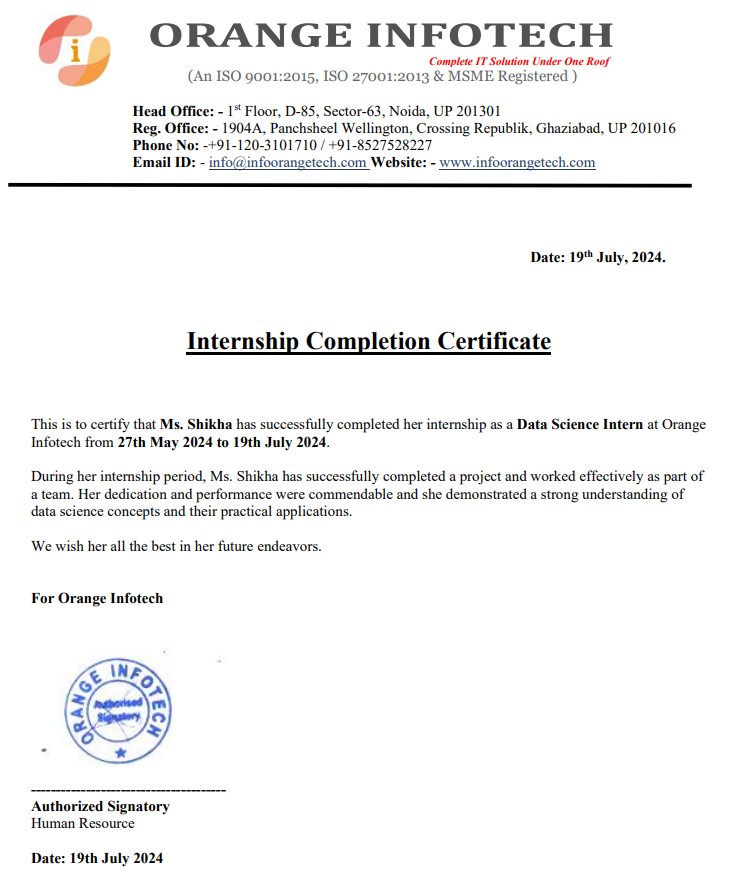 i
ORANGE INFOTECH
Complete IT Solution Under One Roof
(An ISO 9001:2015, ISO 27001:2013 & MSME Registered )
Head Office: - 1st Floor, D-85, Sector-63, Noida, UP 201301
Reg. Office: - 1904A, Panchsheel Wellington, Crossing Republik, Ghaziabad, UP 201016
Phone No: -+91-120-3101710 / +91-8527528227
Email ID: - info@infoorangetech.com Website: - www.infoorangetech.com
Date: 19th July, 2024.
Internship Completion Certificate
This is to certify that Ms. Shikha has successfully completed her internship as a Data Science Intern at Orange
Infotech from 27th May 2024 to 19th July 2024.
During her internship period, Ms. Shikha has successfully completed a project and worked effectively as part of
a team. Her dedication and performance were commendable and she demonstrated a strong understanding of
data science concepts and their practical applications.
We wish her all the best in her future endeavors.
For Orange Infotech
ORANGE INFOTECH
Authorised
Signatory
---------------------------------------
Authorized Signatory
Human Resource
Date: 19th July 2024